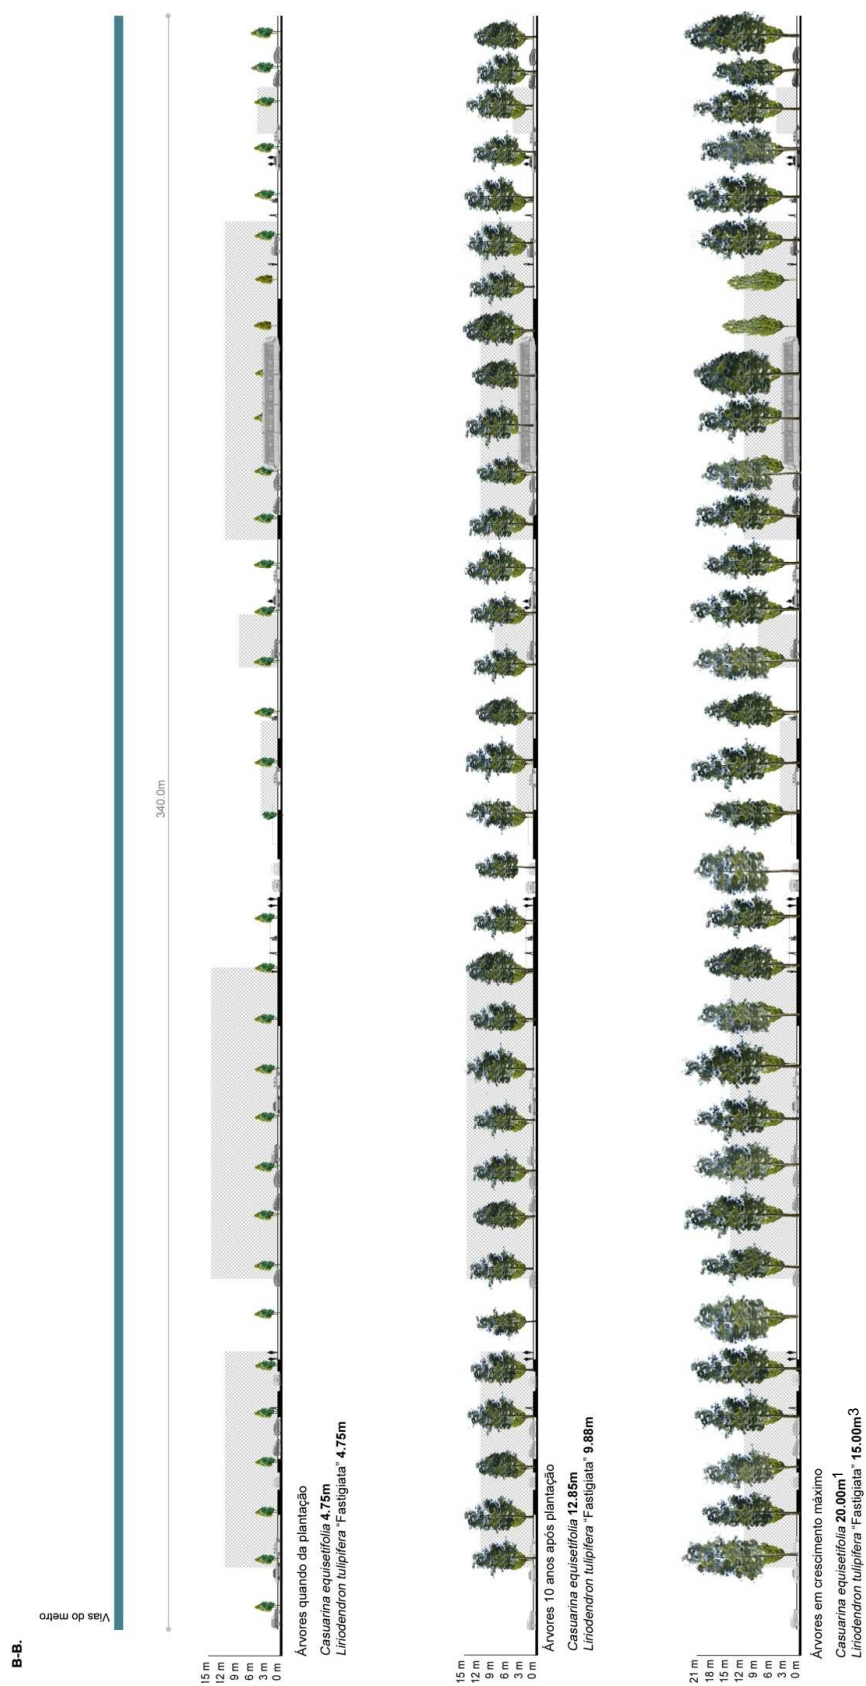 B-B.
Vias do metro
340.0m
15 m
12 m
9 m
6 m
3 m
0 m
Árvores quando da plantação
Casuarina equisetifolia 4.75m
Liriodendron tulipifera "Fastigiata" 4.75m
15 m
12 m
9 m
6 m
3 m
0 m
Árvores 10 anos após plantação
Casuarina equisetifolia 12.85m
Liriodendron tulipifera "Fastigiata" 9.88m
21 m
18 m
15 m
12 m
9 m
6 m
3 m
0 m
Árvores em crescimento máximo
Casuarina equisetifolia 20.00m1
Liriodendron tulipifera "Fastigiata" 15.00m3